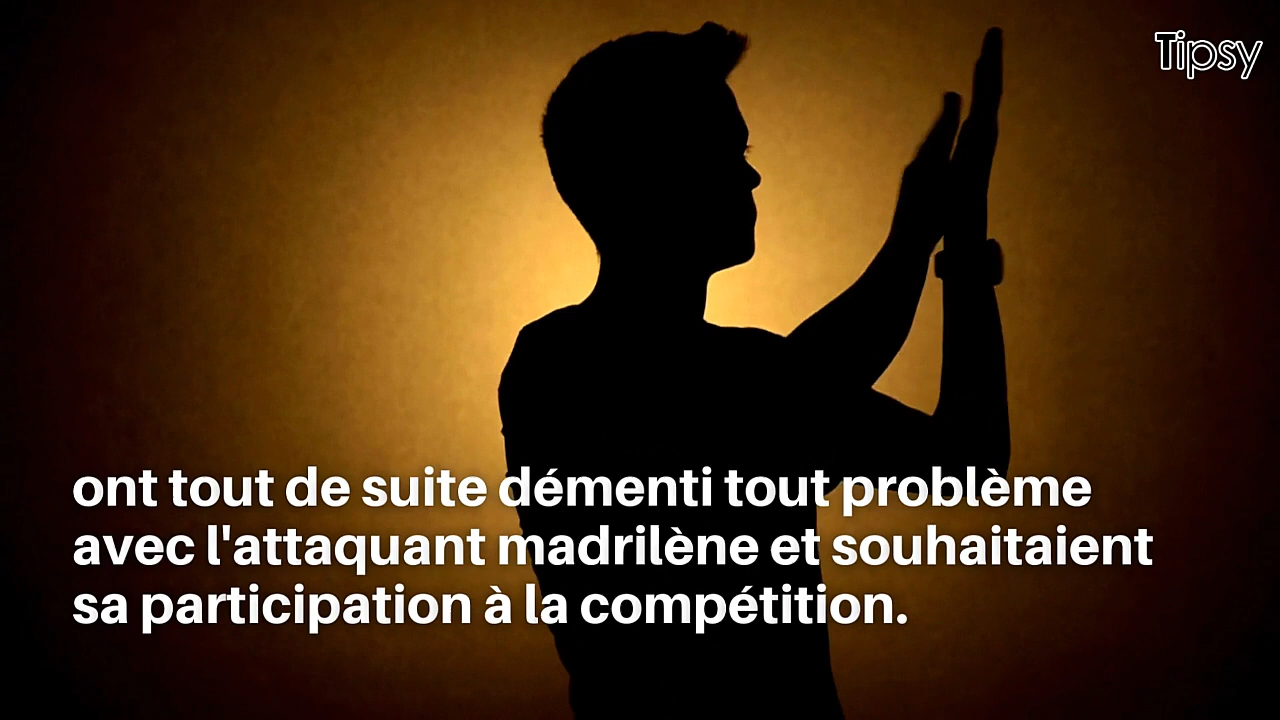 Tipsy
ont tout de suite démenti tout problème
avec l'attaquant madrilène et souhaitaient
sa participation à la compétition.